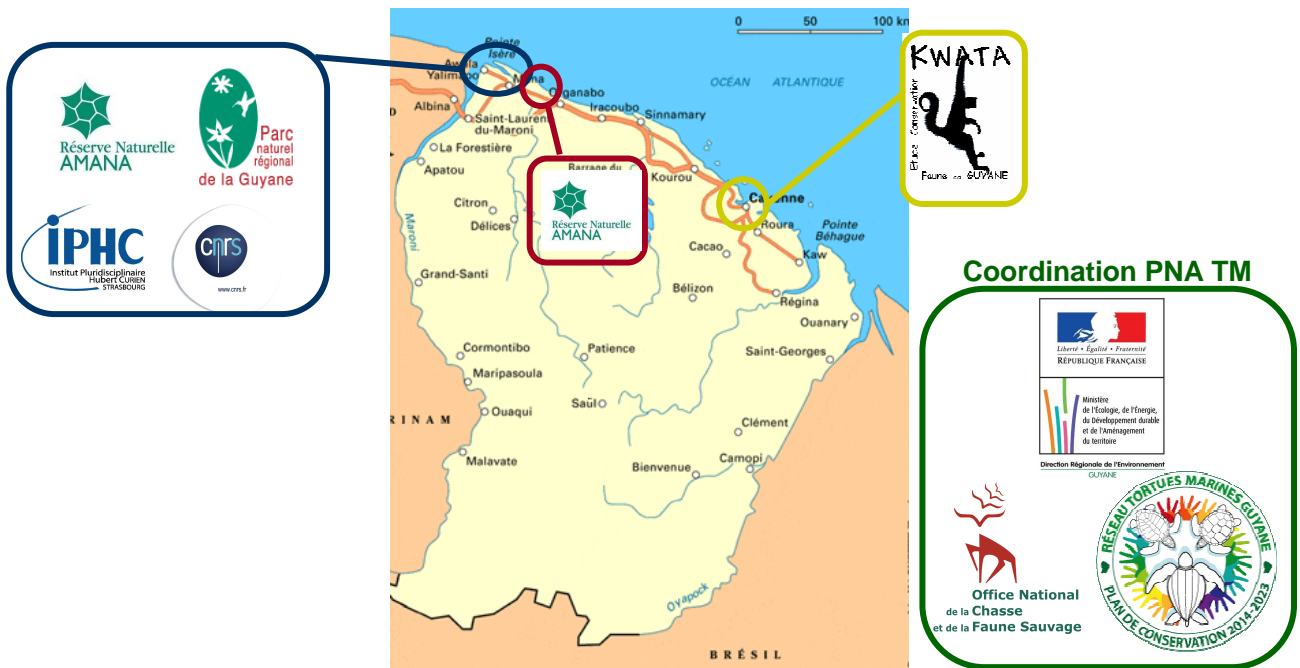 Réserve Naturelle
AMANA
Parc
naturel
régional
de la Guyane
iPHC
Institut Pluridisciplinaire
Hubert CURIEN
STRASBOURG
cnrs
www.cnrs.fr
0 50 100 km
OCÉAN ATLANTIQUE
Pointe
Isère
Awala
Yalimapo
Mana
Organabo
Albina
Iracoubo
Sinnamary
Saint-Laurent
du-Maroni
La Forestière
Apatou
Barrage du
Kourou
Citron
Délices
Maroni
Réserve Naturelle
AMANA
Cayenne
Roura
Pointe
Béhague
Cacao
Kaw
Grand-Santi
Bélizon
Régina
Ouanary
Cormontibo
Patience
Saint-Georges
Maripasoula
Saül
RINAM
Ouaqui
Clément
Malavate
Bienvenue
Camopi
Oyapock
BRÉSIL
KWATA
Etude Conservation
Faune en GUYANE
Coordination PNA TM
Liberté • Égalité • Fraternité
RÉPUBLIQUE FRANÇAISE
Ministère
de l'Écologie, de l'Énergie,
du Développement durable
et de l'Aménagement
du territoire
Direction Régionale de l'Environnement
GUYANE
Office National
de la Chasse
et de la Faune Sauvage
RÉSEAU TORTUES MARINES GUYANE
PLAN DE CONSERVATION 2014-2023